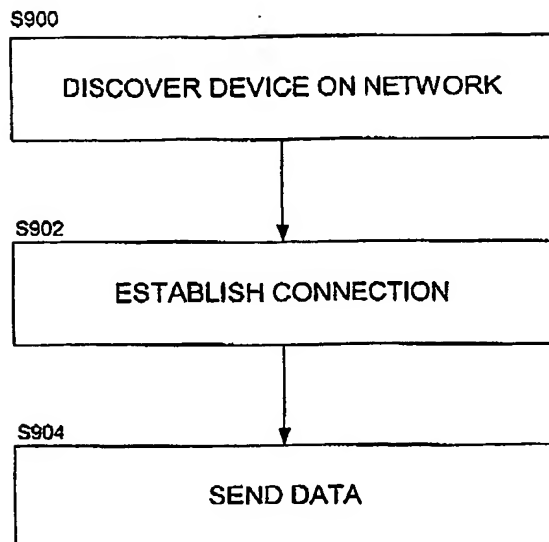 S900
DISCOVER DEVICE ON NETWORK
S902
ESTABLISH CONNECTION
S904
SEND DATA